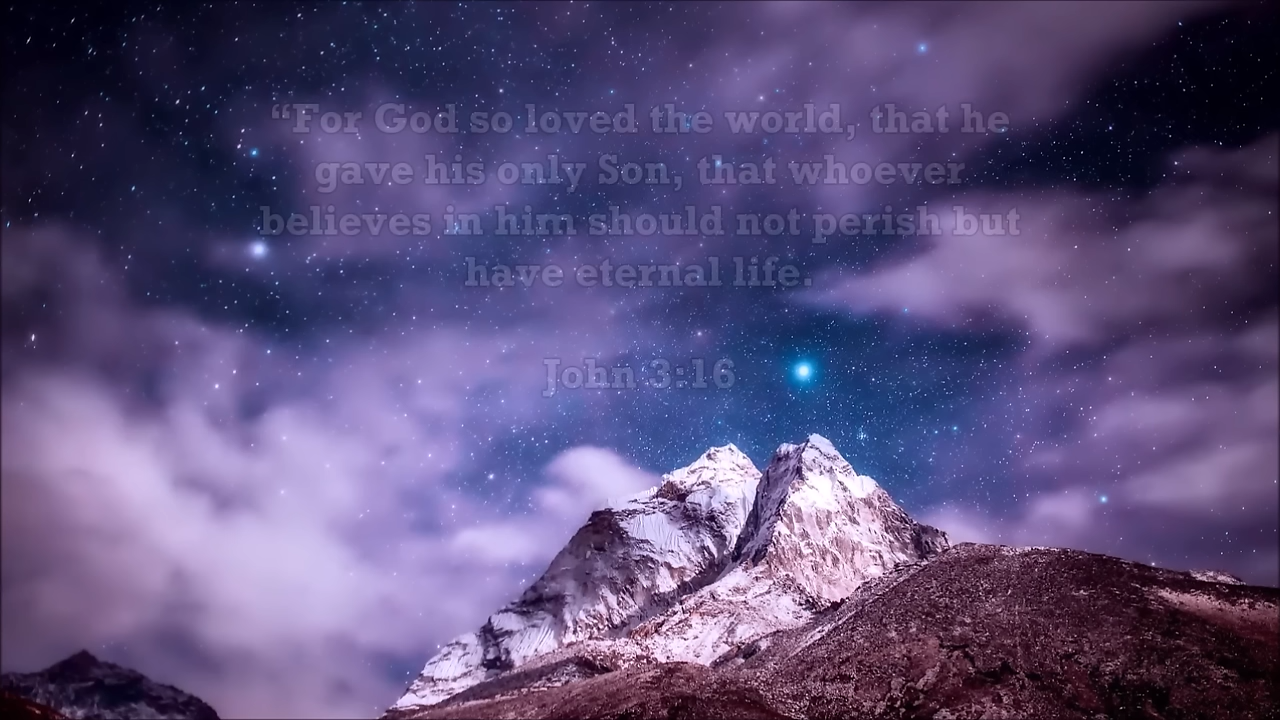 “For God so loved the world, that he
gave his only Son, that whoever
believes in him should not perish but
have eternal life.
John 3:16